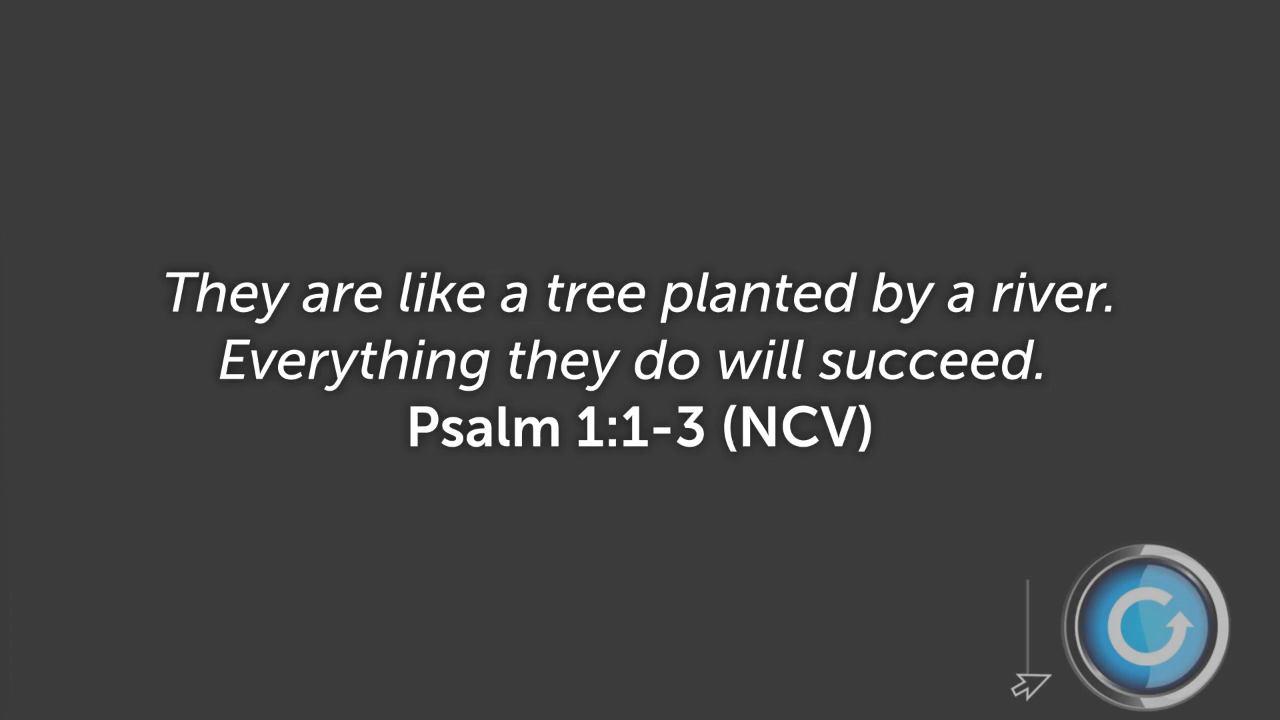 They are like a tree planted by a river.
Everything they do will succeed.
Psalm 1:1-3 (NCV)